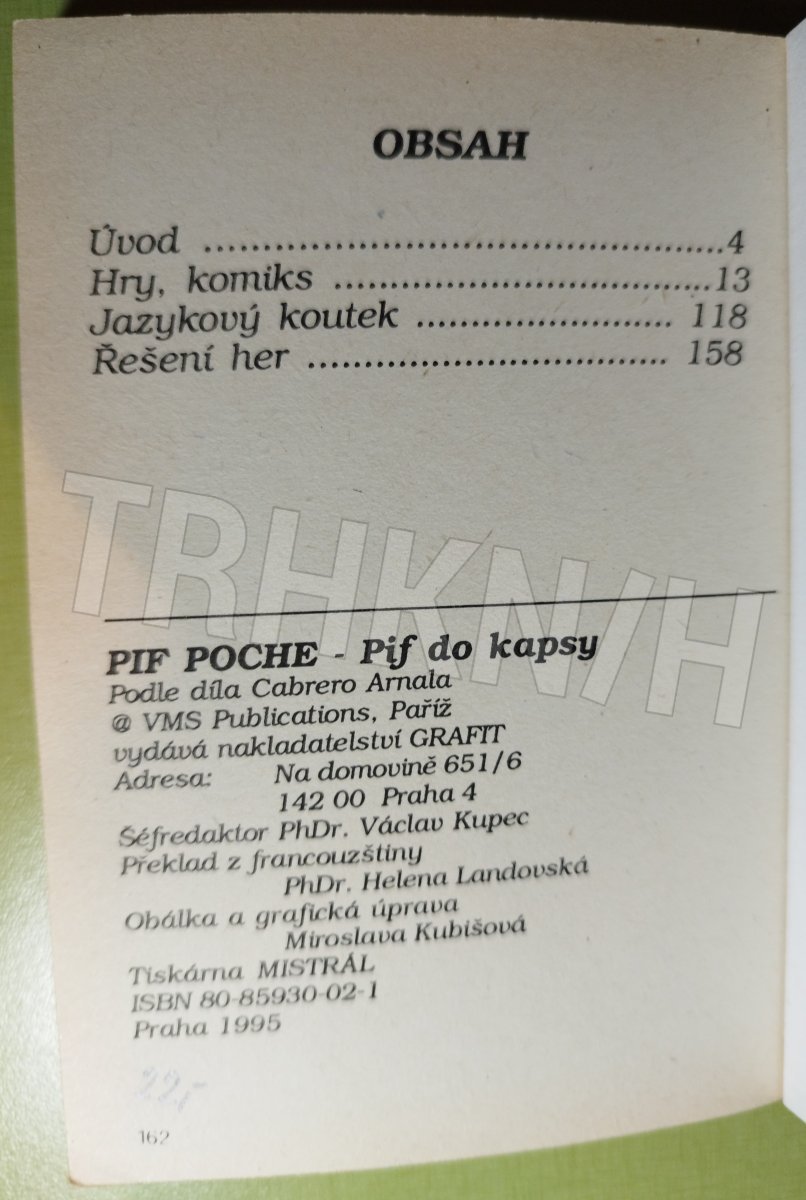 OBSAH
Úvod ................................................4
Hry, komiks ...................................13
Jazykový koutek ........................ 118
Řešení her ................................. 158
TRHKN/H
PIF POCHE - Pif do kapsy
Podle díla Cabrero Arnala
@ VMS Publications, Paříž
vydává nakladatelství GRAFIT
Adresa: Na domovině 651/6
142 00 Praha 4
Šéfredaktor PhDr. Václav Kupec
Překlad z francouzštiny
PhDr. Helena Landovská
Obálka a grafická úprava
Miroslava Kubišová
Tiskárna MISTRÁL
ISBN 80-85930-02-1
Praha 1995
22,-
162